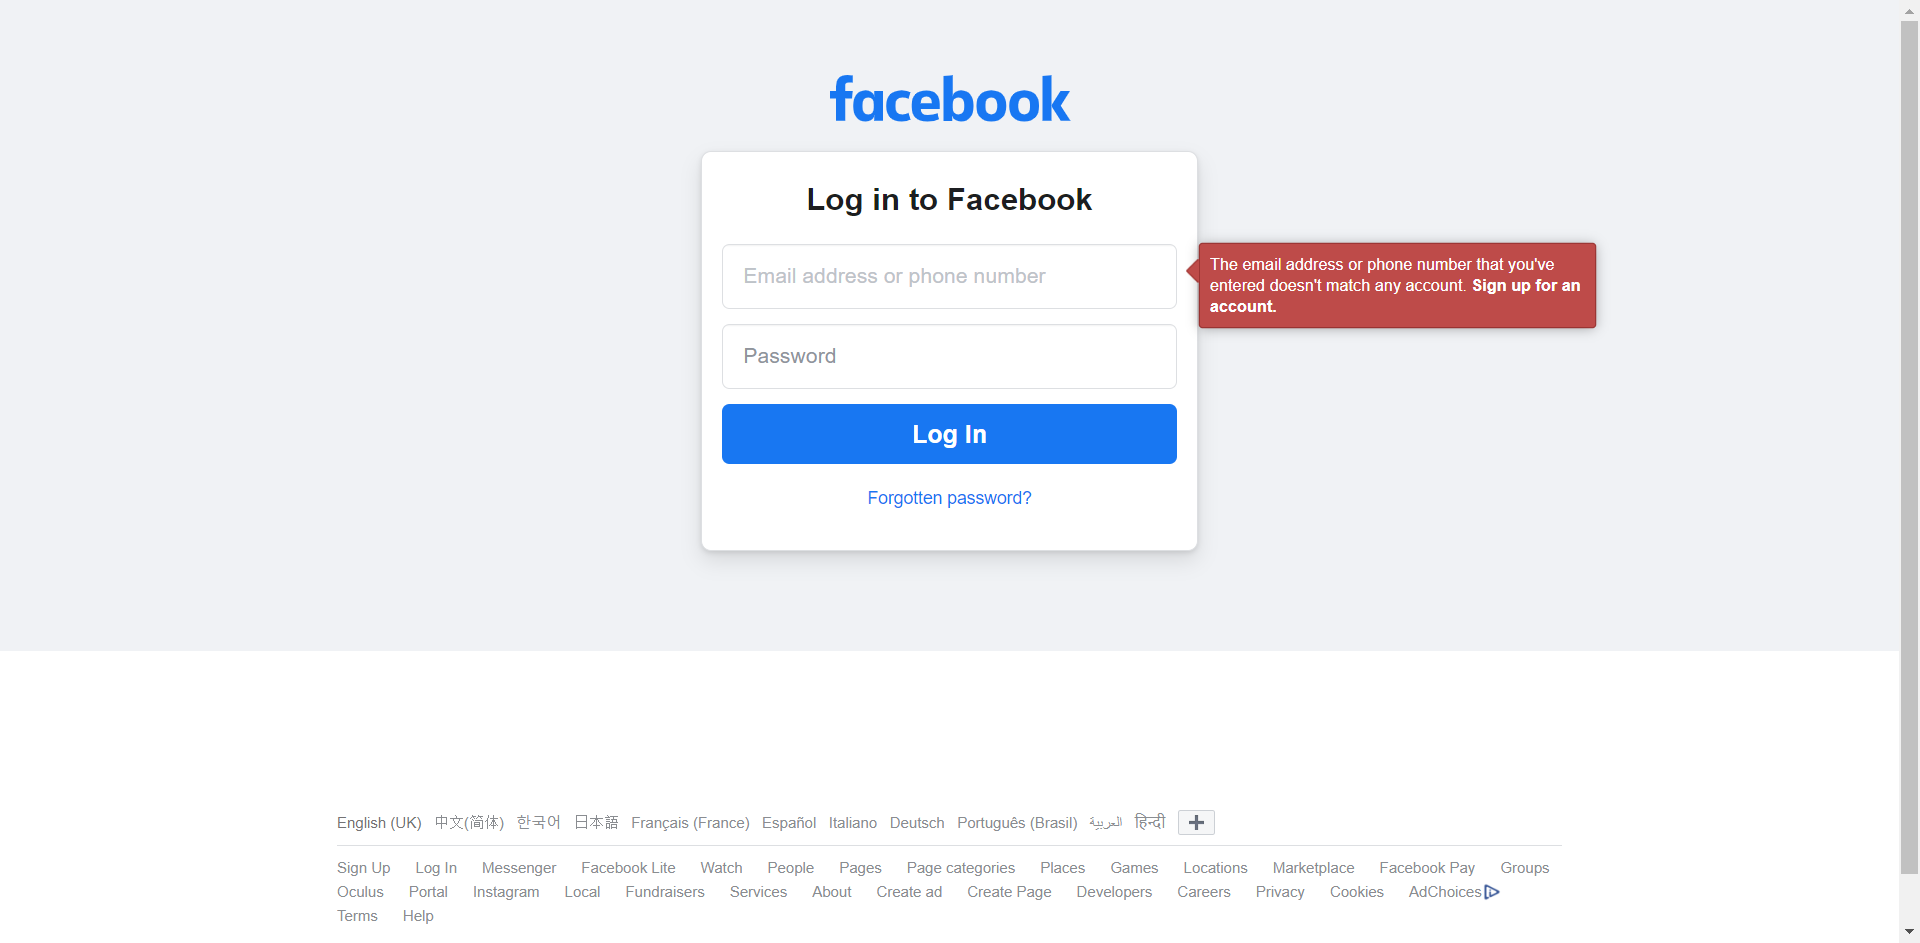 facebook
Log in to Facebook
Email address or phone number
The email address or phone number that you've
entered doesn't match any account. Sign up for an
account.
Password
Log In
Forgotten password?
English (UK) 中文(简体) 한국어 日本語 Français (France) Español Italiano Deutsch Português (Brasil) العربية हिन्दी
Sign Up Log In Messenger Facebook Lite Watch People Pages Page categories Places Games Locations Marketplace Facebook Pay Groups
Oculus Portal Instagram Local Fundraisers Services About Create ad Create Page Developers Careers Privacy Cookies AdChoices
Terms Help